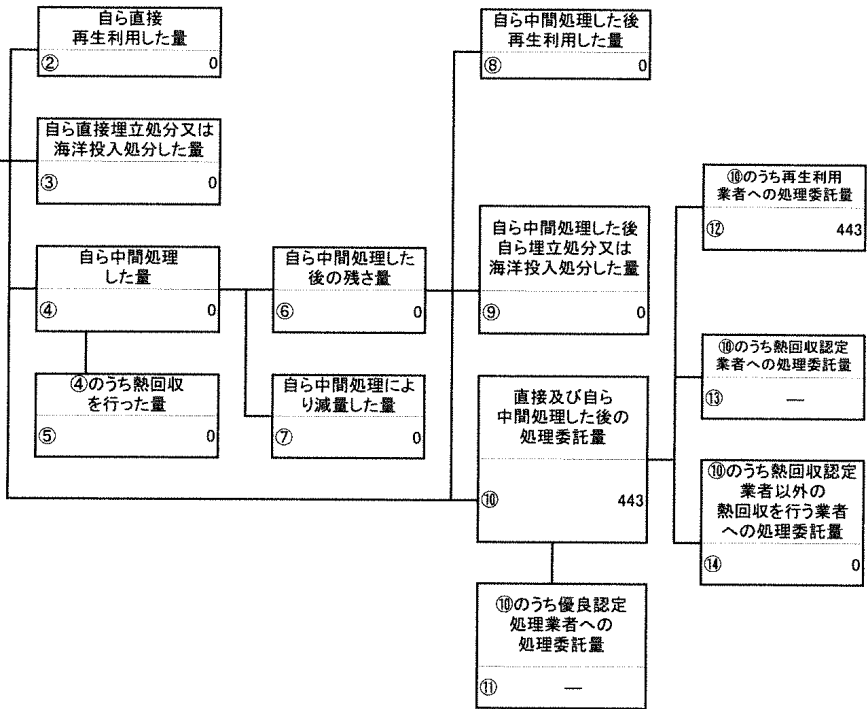 自ら直接
再生利用した量
② 0
自ら直接埋立処分又は
海洋投入処分した量
③ 0
自ら中間処理
した量
④ 0
④のうち熱回収
を行った量
⑤ 0
自ら中間処理した
後の残さ量
⑥ 0
自ら中間処理によ
り減量した量
⑦ 0
自ら中間処理した後
再生利用した量
⑧ 0
自ら中間処理した後
自ら埋立処分又は
海洋投入処分した量
⑨ 0
直接及び自ら
中間処理した後の
処理委託量
⑩ 443
⑩のうち優良認定
処理業者への
処理委託量
⑪ ―
⑩のうち再生利用
業者への処理委託量
⑫ 443
⑩のうち熱回収認定
業者への処理委託量
⑬ ―
⑩のうち熱回収認定
業者以外の
熱回収を行う業者
への処理委託量
⑭ 0